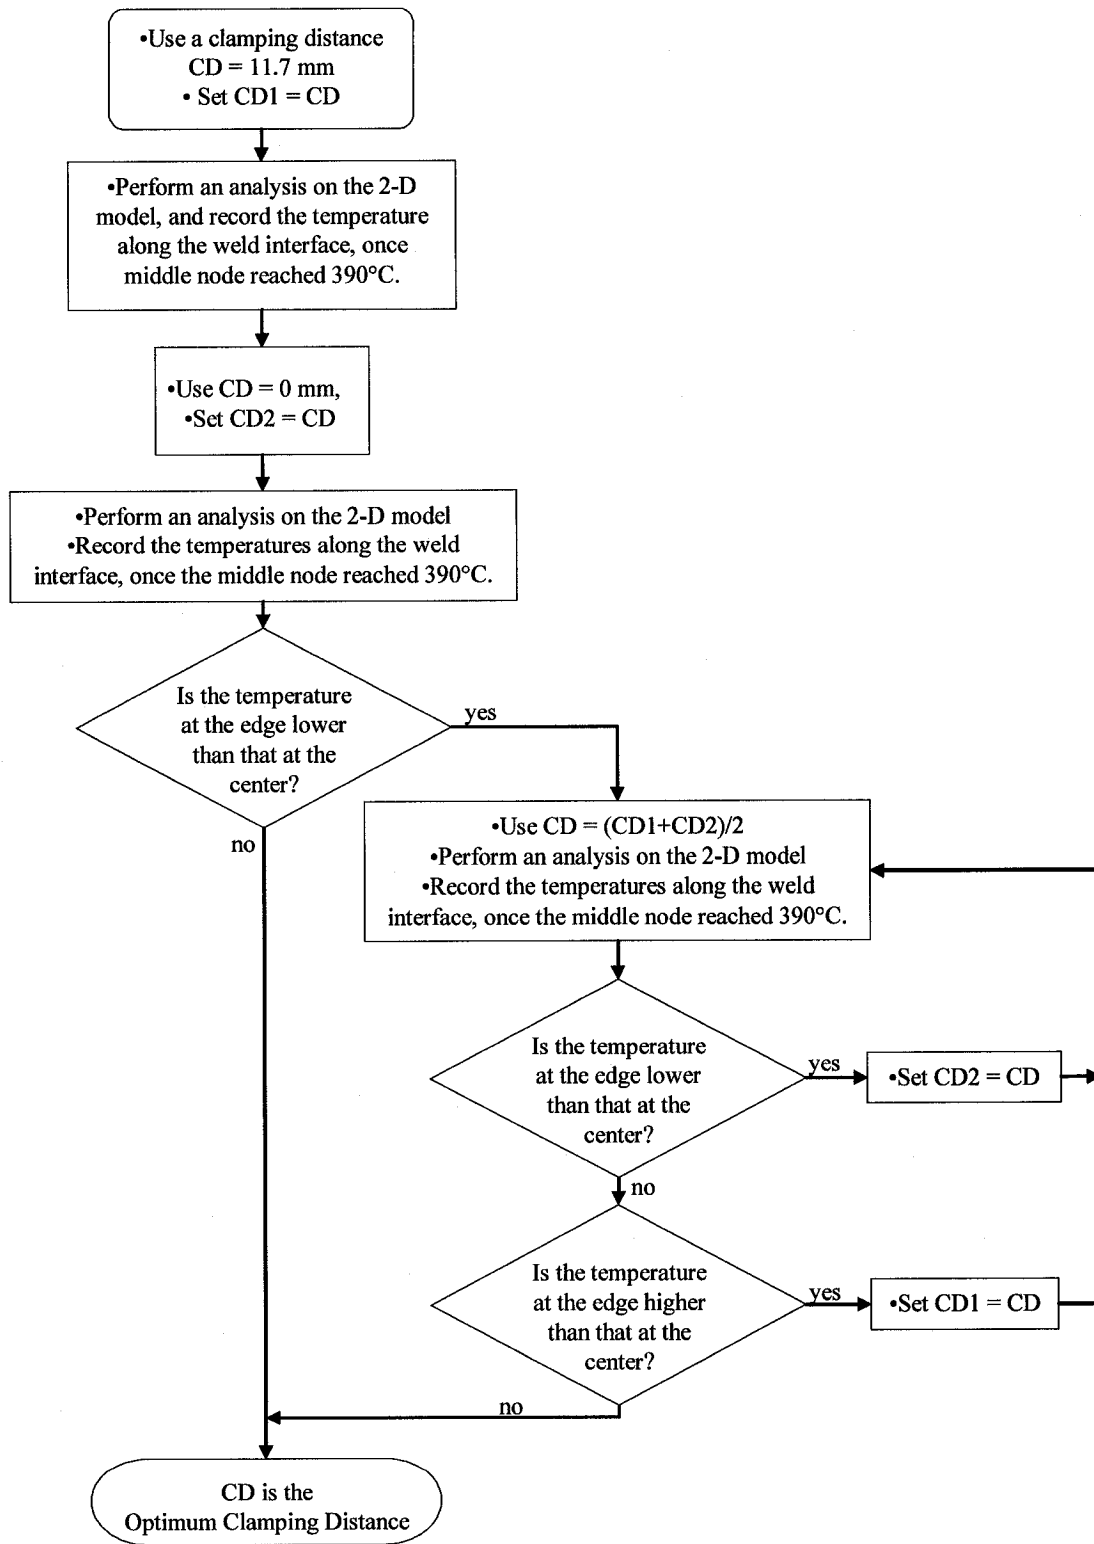 •Use a clamping distance
CD = 11.7 mm
• Set CD1 = CD
•Perform an analysis on the 2-D
model, and record the temperature
along the weld interface, once
middle node reached 390°C.
•Use CD = 0 mm,
•Set CD2 = CD
•Perform an analysis on the 2-D model
•Record the temperatures along the weld
interface, once the middle node reached 390°C.
Is the temperature
at the edge lower
than that at the
center?
yes
no
•Use CD = (CD1+CD2)/2
•Perform an analysis on the 2-D model
•Record the temperatures along the weld
interface, once the middle node reached 390°C.
Is the temperature
at the edge lower
than that at the
center?
yes
•Set CD2 = CD
no
Is the temperature
at the edge higher
than that at the
center?
yes
•Set CD1 = CD
no
CD is the
Optimum Clamping Distance